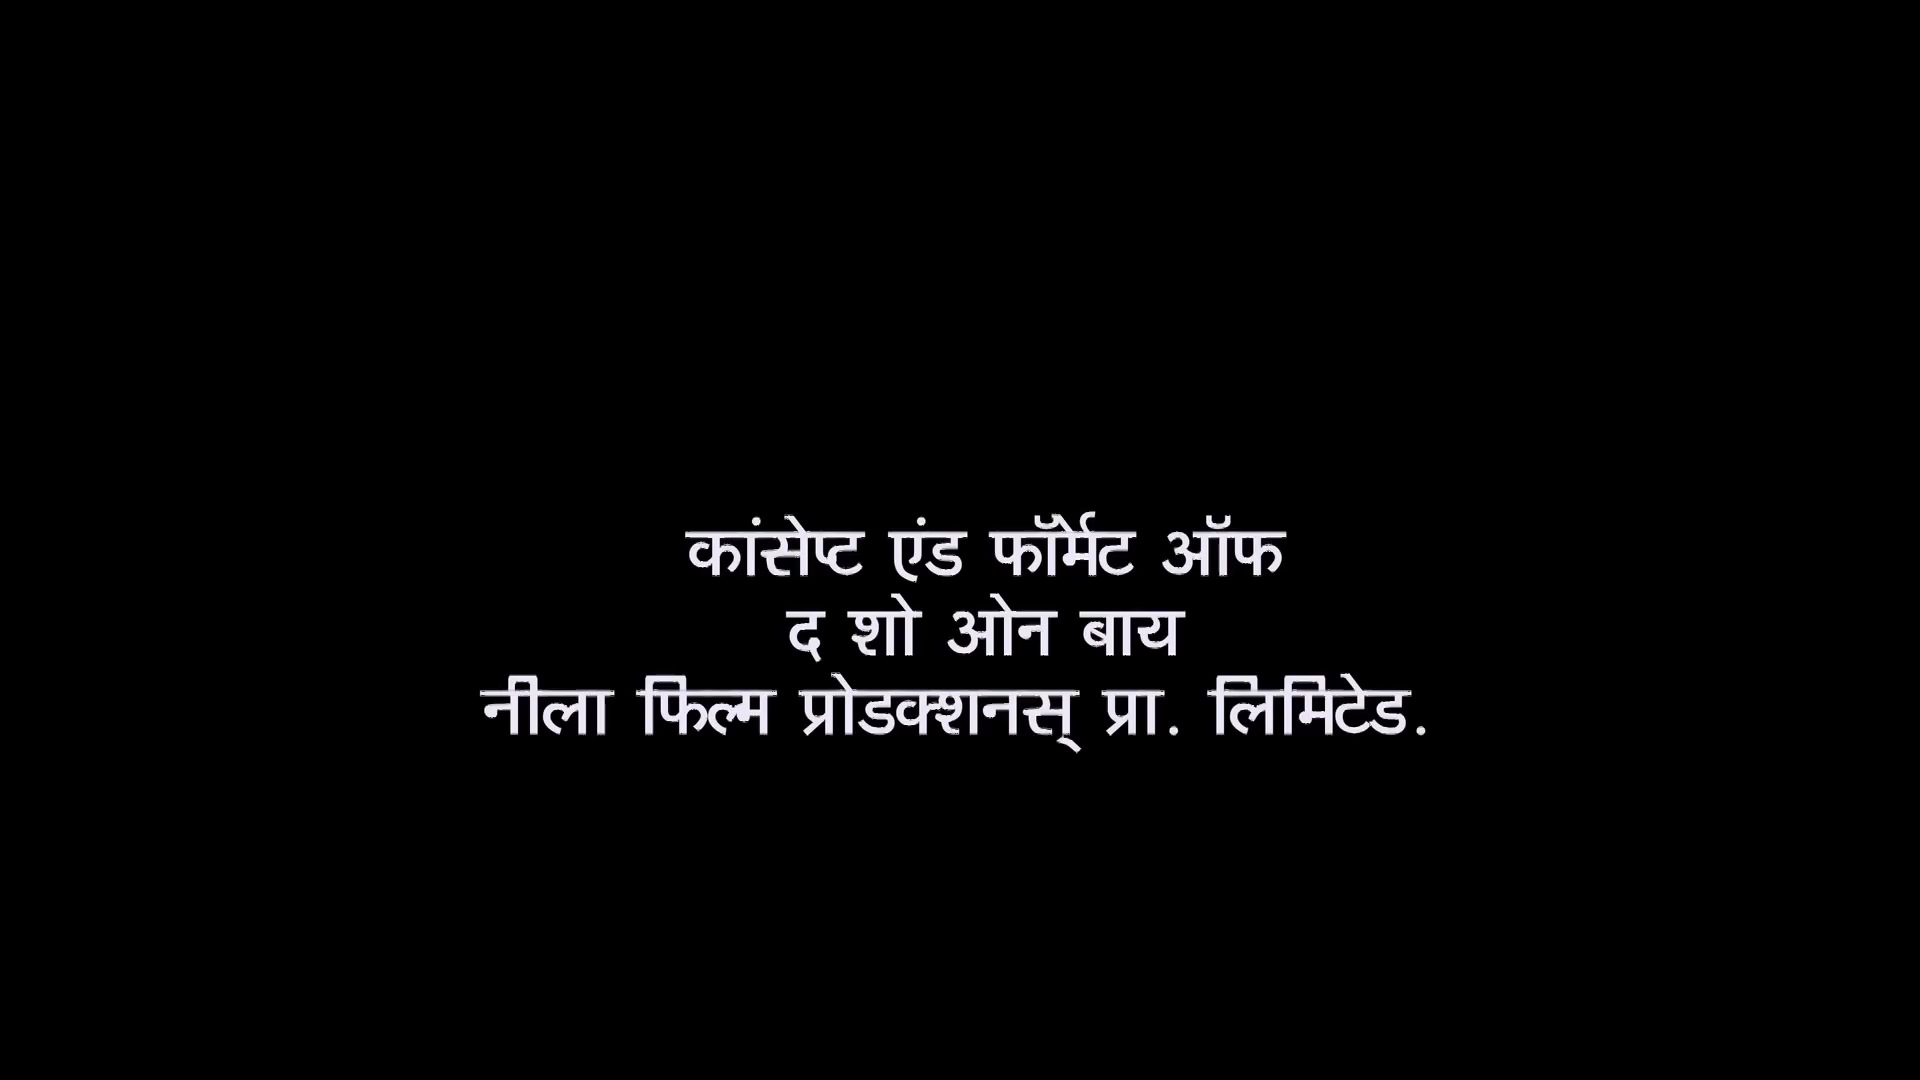 कांसेप्ट एंड फॉर्मेट ऑफ
द शो ओन बाय
नीला फिल्म प्रोडक्शनस् प्रा. लिमिटेड.